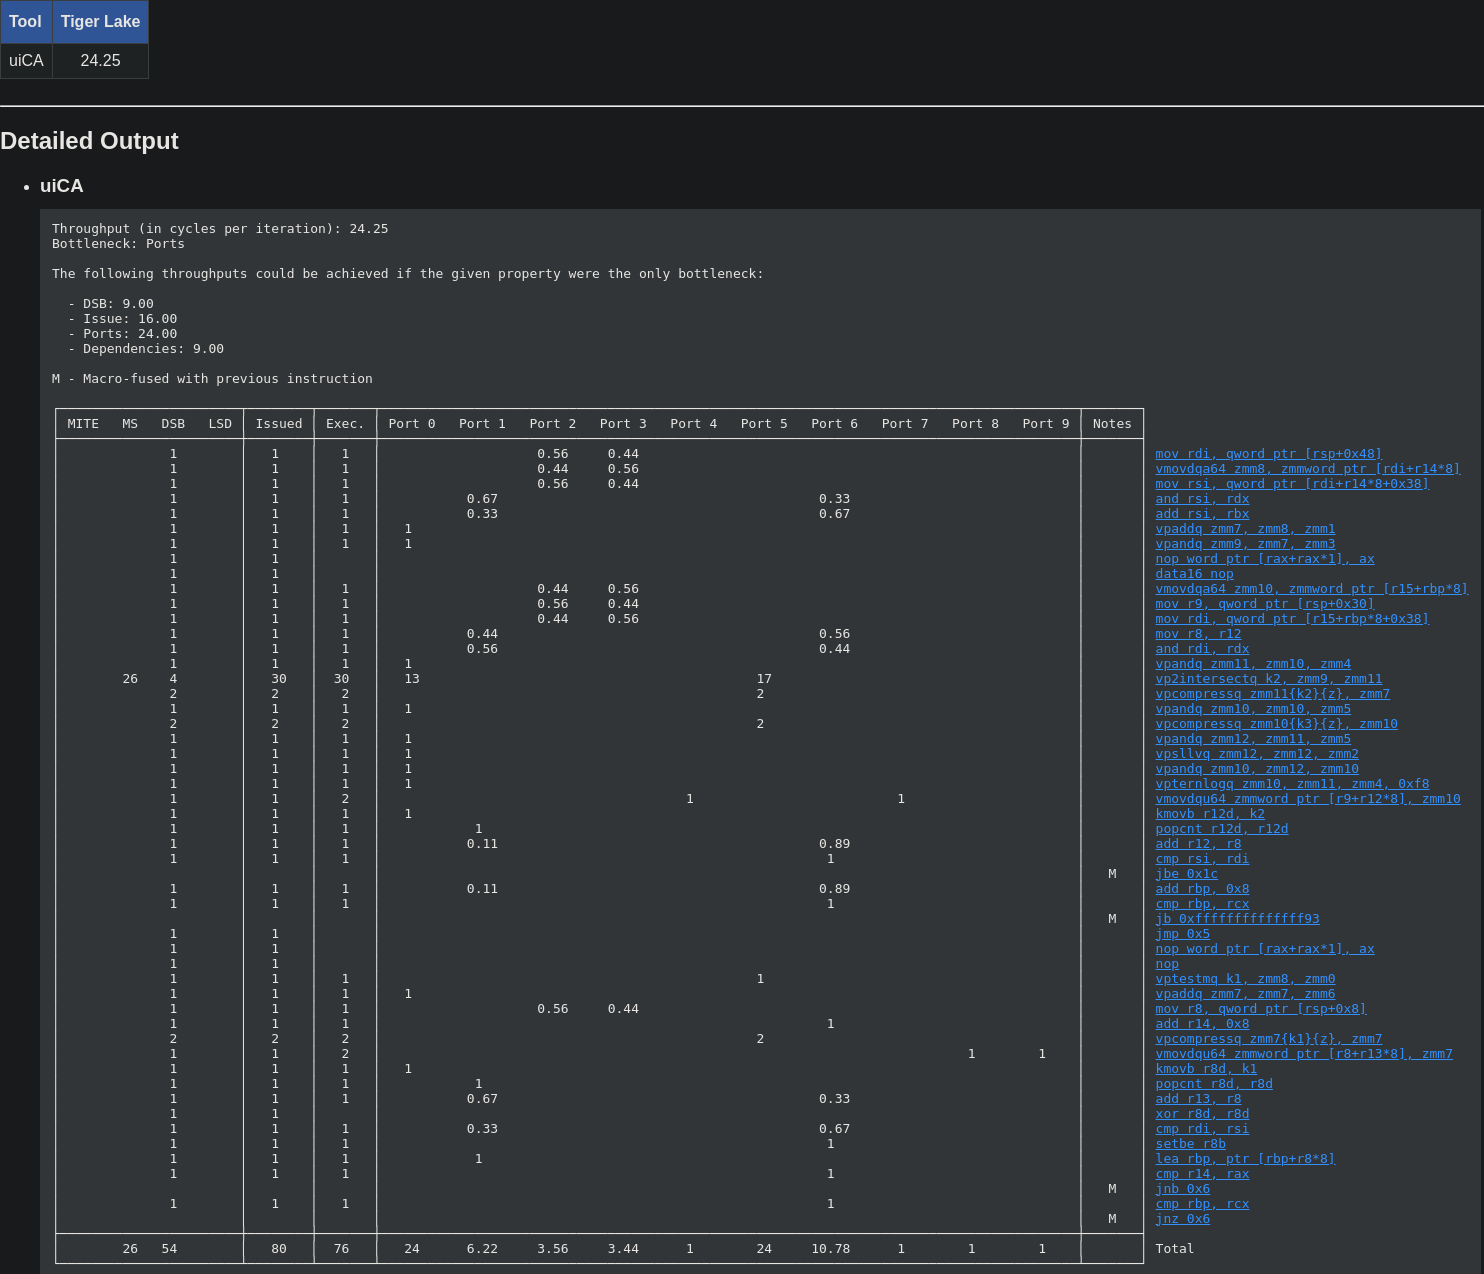 Tool Tiger Lake
uiCA 24.25
Detailed Output
uiCA
Throughput (in cycles per iteration): 24.25
Bottleneck: Ports
The following throughputs could be achieved if the given property were the only bottleneck:
- DSB: 9.00
- Issue: 16.00
- Ports: 24.00
- Dependencies: 9.00
M - Macro-fused with previous instruction
MITE MS DSB LSD Issued Exec. Port 0 Port 1 Port 2 Port 3 Port 4 Port 5 Port 6 Port 7 Port 8 Port 9 Notes
1 1 1 0.56 0.44 mov rdi, qword ptr [rsp+0x48]
1 1 1 0.44 0.56 vmovdqa64 zmm8, zmmword ptr [rdi+r14*8]
1 1 1 0.56 0.44 mov rsi, qword ptr [rdi+r14*8+0x38]
1 1 1 0.67 0.33 and rsi, rdx
1 1 1 0.33 0.67 add rsi, rbx
1 1 1 1 vpaddq zmm7, zmm8, zmm1
1 1 1 1 vpandq zmm9, zmm7, zmm3
1 1 nop word ptr [rax+rax*1], ax
1 1 data16 nop
1 1 1 0.44 0.56 vmovdqa64 zmm10, zmmword ptr [r15+rbp*8]
1 1 1 0.56 0.44 mov r9, qword ptr [rsp+0x30]
1 1 1 0.44 0.56 mov rdi, qword ptr [r15+rbp*8+0x38]
1 1 1 0.44 0.56 mov r8, r12
1 1 1 0.56 0.44 and rdi, rdx
1 1 1 1 vpandq zmm11, zmm10, zmm4
26 4 30 30 13 17 vp2intersectq k2, zmm9, zmm11
2 2 2 2 vpcompressq zmm11{k2}{z}, zmm7
1 1 1 1 vpandq zmm10, zmm10, zmm5
2 2 2 2 vpcompressq zmm10{k3}{z}, zmm10
1 1 1 1 vpandq zmm12, zmm11, zmm5
1 1 1 1 vpsllvq zmm12, zmm12, zmm2
1 1 1 1 vpandq zmm10, zmm12, zmm10
1 1 1 1 vpternlogq zmm10, zmm11, zmm4, 0xf8
1 1 2 1 1 vmovdqu64 zmmword ptr [r9+r12*8], zmm10
1 1 1 1 kmovb r12d, k2
1 1 1 1 popcnt r12d, r12d
1 1 1 0.11 0.89 add r12, r8
1 1 1 1 cmp rsi, rdi
M jbe 0x1c
1 1 1 0.11 0.89 add rbp, 0x8
1 1 1 1 cmp rbp, rcx
M jb 0xffffffffffffff93
1 1 jmp 0x5
1 1 nop word ptr [rax+rax*1], ax
1 1 nop
1 1 1 1 vptestmq k1, zmm8, zmm0
1 1 1 1 vpaddq zmm7, zmm7, zmm6
1 1 1 0.56 0.44 mov r8, qword ptr [rsp+0x8]
1 1 1 1 add r14, 0x8
2 2 2 2 vpcompressq zmm7{k1}{z}, zmm7
1 1 2 1 1 vmovdqu64 zmmword ptr [r8+r13*8], zmm7
1 1 1 1 kmovb r8d, k1
1 1 1 1 popcnt r8d, r8d
1 1 1 0.67 0.33 add r13, r8
1 1 xor r8d, r8d
1 1 1 0.33 0.67 cmp rdi, rsi
1 1 1 1 setbe r8b
1 1 1 1 lea rbp, ptr [rbp+r8*8]
1 1 1 1 cmp r14, rax
M jnb 0x6
1 1 1 1 cmp rbp, rcx
M jnz 0x6
26 54 80 76 24 6.22 3.56 3.44 1 24 10.78 1 1 1 Total